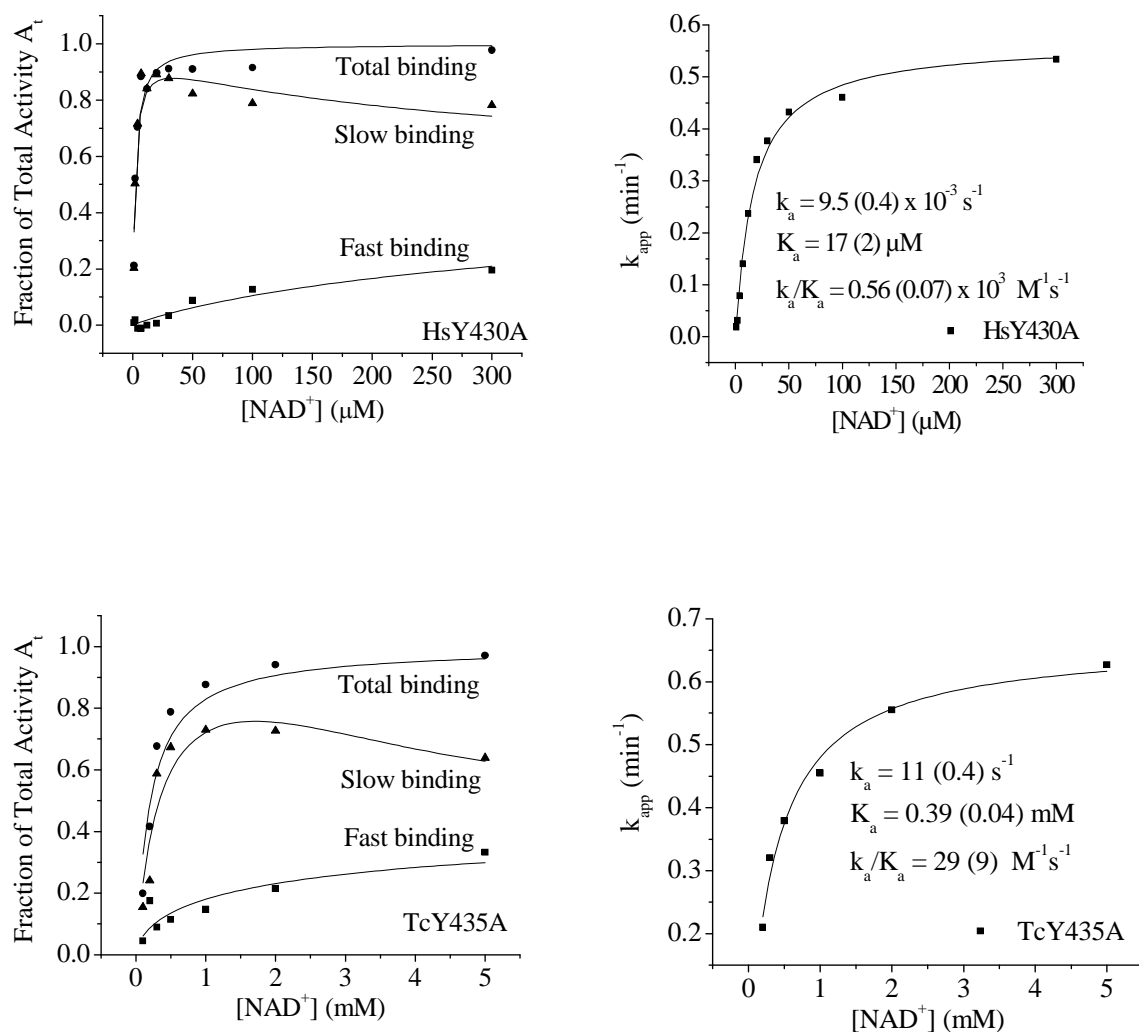 Fraction of Total Activity A_t
1.0
0.8
0.6
0.4
0.2
0.0
Total binding
Slow binding
Fast binding
HsY430A
0 50 100 150 200 250 300
[NAD⁺] (μM)
k_app (min⁻¹)
0.6
0.5
0.4
0.3
0.2
0.1
0.0
k_a = 9.5 (0.4) x 10⁻³ s⁻¹
K_a = 17 (2) μM
k_a/K_a = 0.56 (0.07) x 10³ M⁻¹s⁻¹
HsY430A
0 50 100 150 200 250 300
[NAD⁺] (μM)
Fraction of Total Activity A_t
1.0
0.8
0.6
0.4
0.2
0.0
Total binding
Slow binding
Fast binding
TcY435A
0 1 2 3 4 5
[NAD⁺] (mM)
k_app (min⁻¹)
0.7
0.6
0.5
0.4
0.3
0.2
k_a = 11 (0.4) s⁻¹
K_a = 0.39 (0.04) mM
k_a/K_a = 29 (9) M⁻¹s⁻¹
TcY435A
0 1 2 3 4 5
[NAD⁺] (mM)